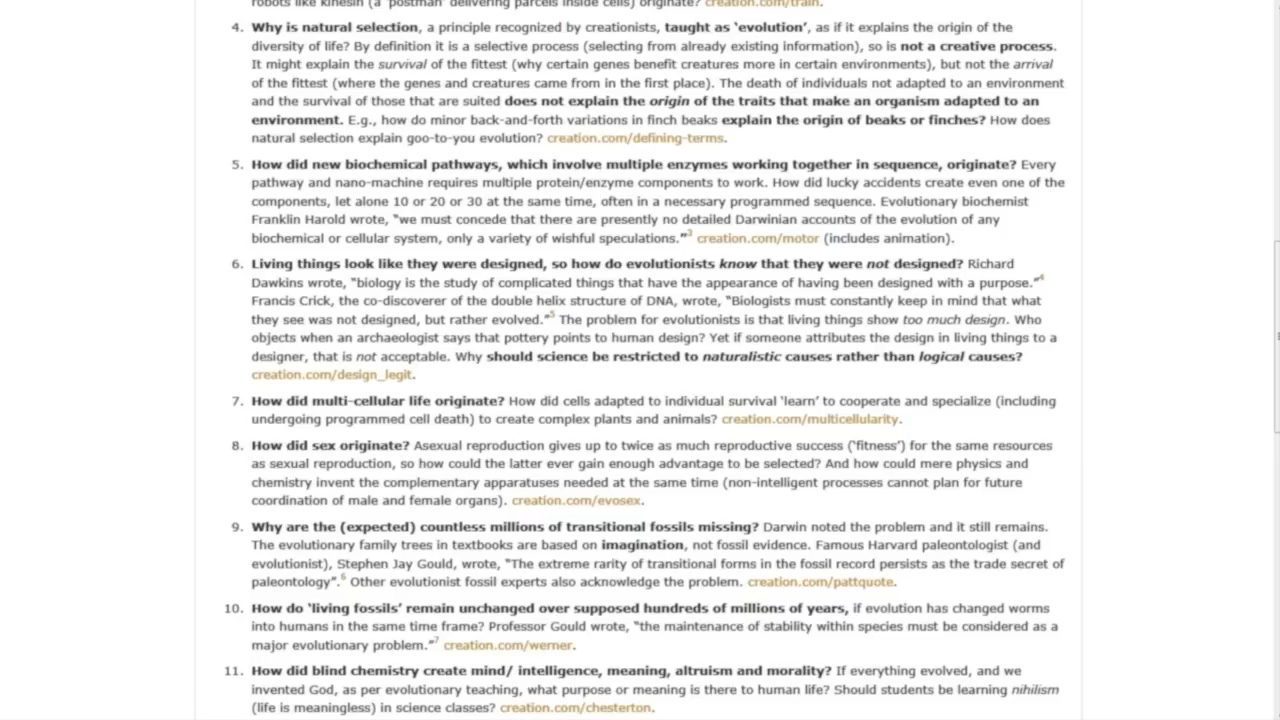 robots like kinesin (a ‘postman’ delivering parcels inside cells) originate? creation.com/train.
4. Why is natural selection, a principle recognized by creationists, taught as ‘evolution’, as if it explains the origin of the
diversity of life? By definition it is a selective process (selecting from already existing information), so is not a creative process.
It might explain the survival of the fittest (why certain genes benefit creatures more in certain environments), but not the arrival
of the fittest (where the genes and creatures came from in the first place). The death of individuals not adapted to an environment
and the survival of those that are suited does not explain the origin of the traits that make an organism adapted to an
environment. E.g., how do minor back-and-forth variations in finch beaks explain the origin of beaks or finches? How does
natural selection explain goo-to-you evolution? creation.com/defining-terms.
5. How did new biochemical pathways, which involve multiple enzymes working together in sequence, originate? Every
pathway and nano-machine requires multiple protein/enzyme components to work. How did lucky accidents create even one of the
components, let alone 10 or 20 or 30 at the same time, often in a necessary programmed sequence. Evolutionary biochemist
Franklin Harold wrote, “we must concede that there are presently no detailed Darwinian accounts of the evolution of any
biochemical or cellular system, only a variety of wishful speculations.”3 creation.com/motor (includes animation).
6. Living things look like they were designed, so how do evolutionists know that they were not designed? Richard
Dawkins wrote, “biology is the study of complicated things that have the appearance of having been designed with a purpose.”4
Francis Crick, the co-discoverer of the double helix structure of DNA, wrote, “Biologists must constantly keep in mind that what
they see was not designed, but rather evolved.”5 The problem for evolutionists is that living things show too much design. Who
objects when an archaeologist says that pottery points to human design? Yet if someone attributes the design in living things to a
designer, that is not acceptable. Why should science be restricted to naturalistic causes rather than logical causes?
creation.com/design_legit.
7. How did multi-cellular life originate? How did cells adapted to individual survival ‘learn’ to cooperate and specialize (including
undergoing programmed cell death) to create complex plants and animals? creation.com/multicellularity.
8. How did sex originate? Asexual reproduction gives up to twice as much reproductive success (‘fitness’) for the same resources
as sexual reproduction, so how could the latter ever gain enough advantage to be selected? And how could mere physics and
chemistry invent the complementary apparatuses needed at the same time (non-intelligent processes cannot plan for future
coordination of male and female organs). creation.com/evosex.
9. Why are the (expected) countless millions of transitional fossils missing? Darwin noted the problem and it still remains.
The evolutionary family trees in textbooks are based on imagination, not fossil evidence. Famous Harvard paleontologist (and
evolutionist), Stephen Jay Gould, wrote, “The extreme rarity of transitional forms in the fossil record persists as the trade secret of
paleontology”.6 Other evolutionist fossil experts also acknowledge the problem. creation.com/pattquote.
10. How do ‘living fossils’ remain unchanged over supposed hundreds of millions of years, if evolution has changed worms
into humans in the same time frame? Professor Gould wrote, “the maintenance of stability within species must be considered as a
major evolutionary problem.”7 creation.com/werner.
11. How did blind chemistry create mind/ intelligence, meaning, altruism and morality? If everything evolved, and we
invented God, as per evolutionary teaching, what purpose or meaning is there to human life? Should students be learning nihilism
(life is meaningless) in science classes? creation.com/chesterton.